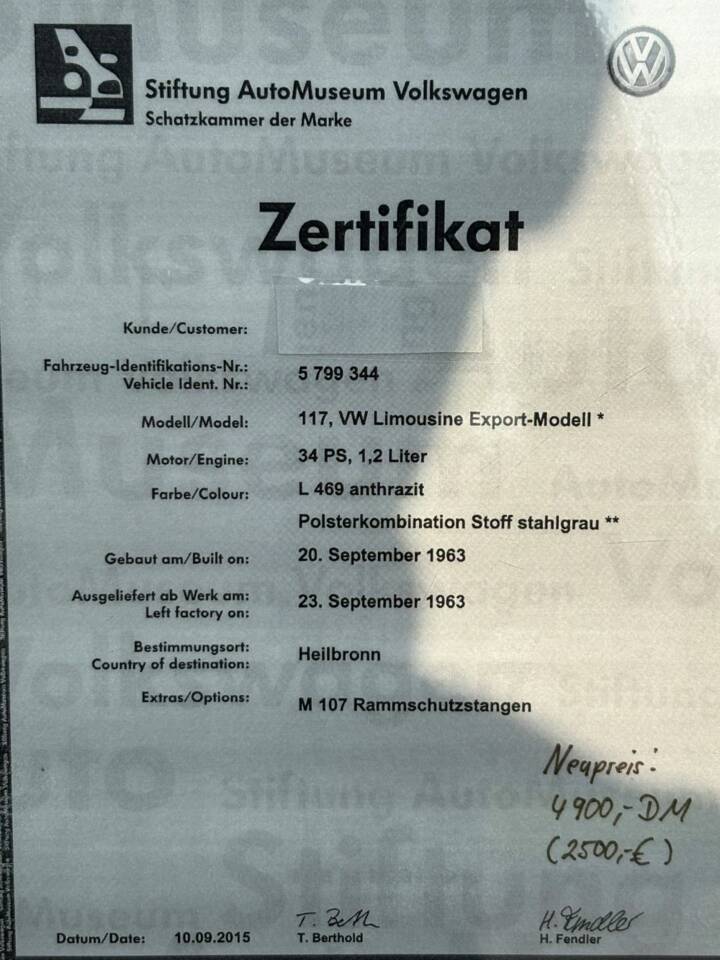 Stiftung AutoMuseum Volkswagen
Schatzkammer der Marke
Zertifikat
Kunde/Customer:
Fahrzeug-Identifikations-Nr.:
Vehicle Ident. Nr.: 5 799 344
Modell/Model: 117, VW Limousine Export-Modell *
Motor/Engine: 34 PS, 1,2 Liter
Farbe/Colour: L 469 anthrazit
Polsterkombination Stoff stahlgrau **
Gebaut am/Built on: 20. September 1963
Ausgeliefert ab Werk am:
Left factory on: 23. September 1963
Bestimmungsort:
Country of destination: Heilbronn
Extras/Options: M 107 Rammschutzstangen
Neupreis:
4900,- DM
(2500,-€)
Datum/Date: 10.09.2015
T. Berthold
H. Fendler